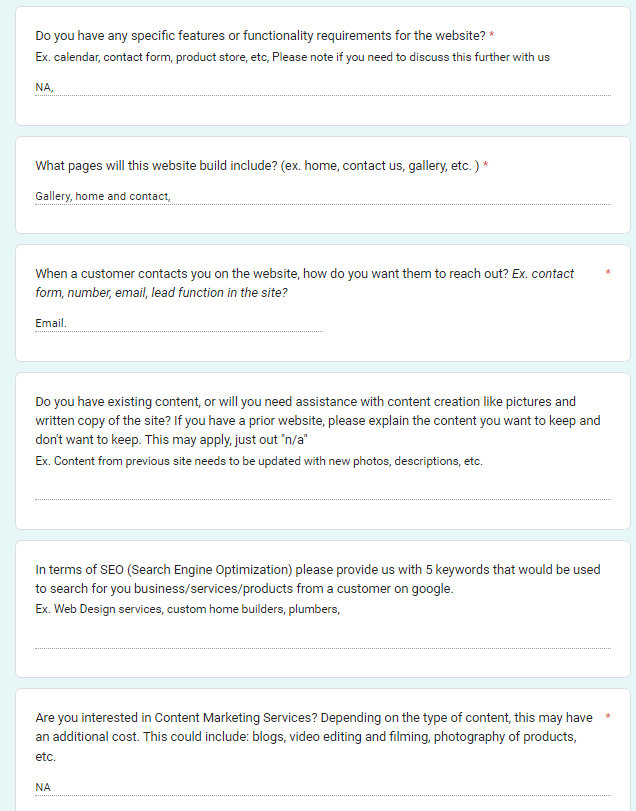 Do you have any specific features or functionality requirements for the website? *
Ex. calendar, contact form, product store, etc, Please note if you need to discuss this further with us
NA,
What pages will this website build include? (ex. home, contact us, gallery, etc. ) *
Gallery, home and contact,
When a customer contacts you on the website, how do you want them to reach out? Ex. contact *
form, number, email, lead function in the site?
Email.
Do you have existing content, or will you need assistance with content creation like pictures and
written copy of the site? If you have a prior website, please explain the content you want to keep and
don't want to keep. This may apply, just out "n/a"
Ex. Content from previous site needs to be updated with new photos, descriptions, etc.
In terms of SEO (Search Engine Optimization) please provide us with 5 keywords that would be used
to search for you business/services/products from a customer on google.
Ex. Web Design services, custom home builders, plumbers,
Are you interested in Content Marketing Services? Depending on the type of content, this may have *
an additional cost. This could include: blogs, video editing and filming, photography of products,
etc.
NA